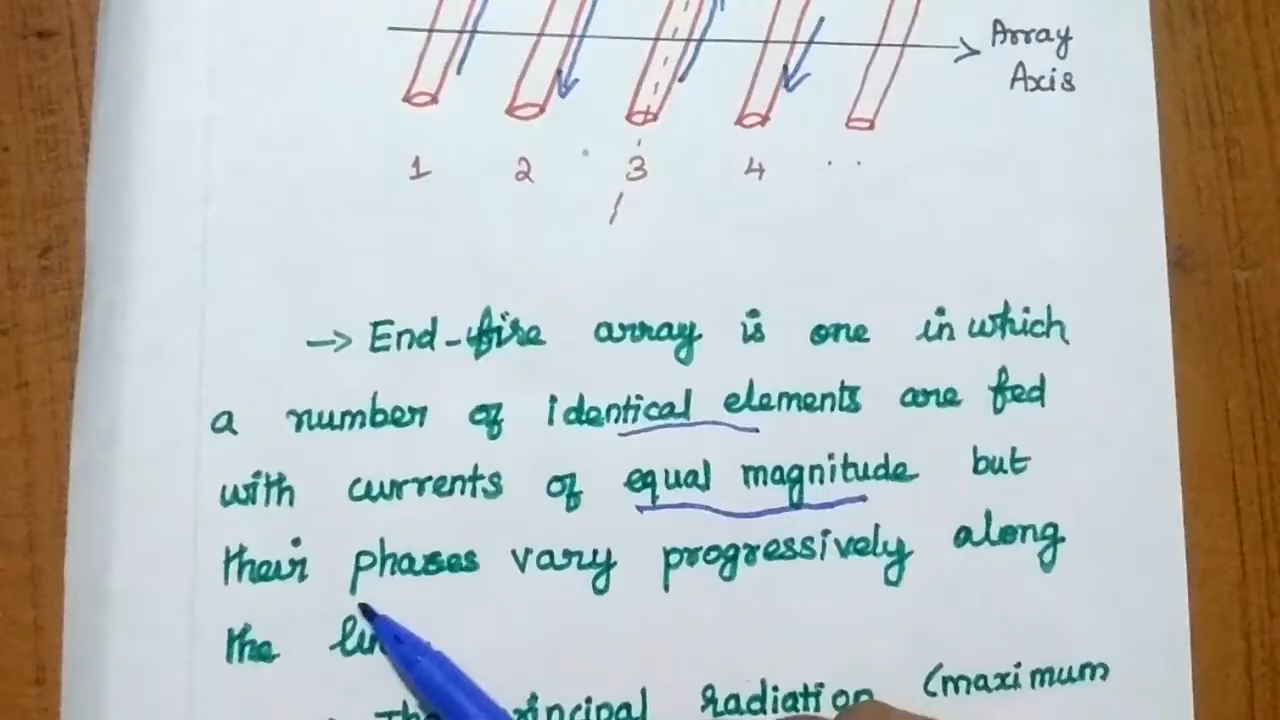 Array
Axis
1 2 3 4 ..
→ End-fire array is one in which
a number of identical elements are fed
with currents of equal magnitude but
their phases vary progressively along
the
radiation (maximum